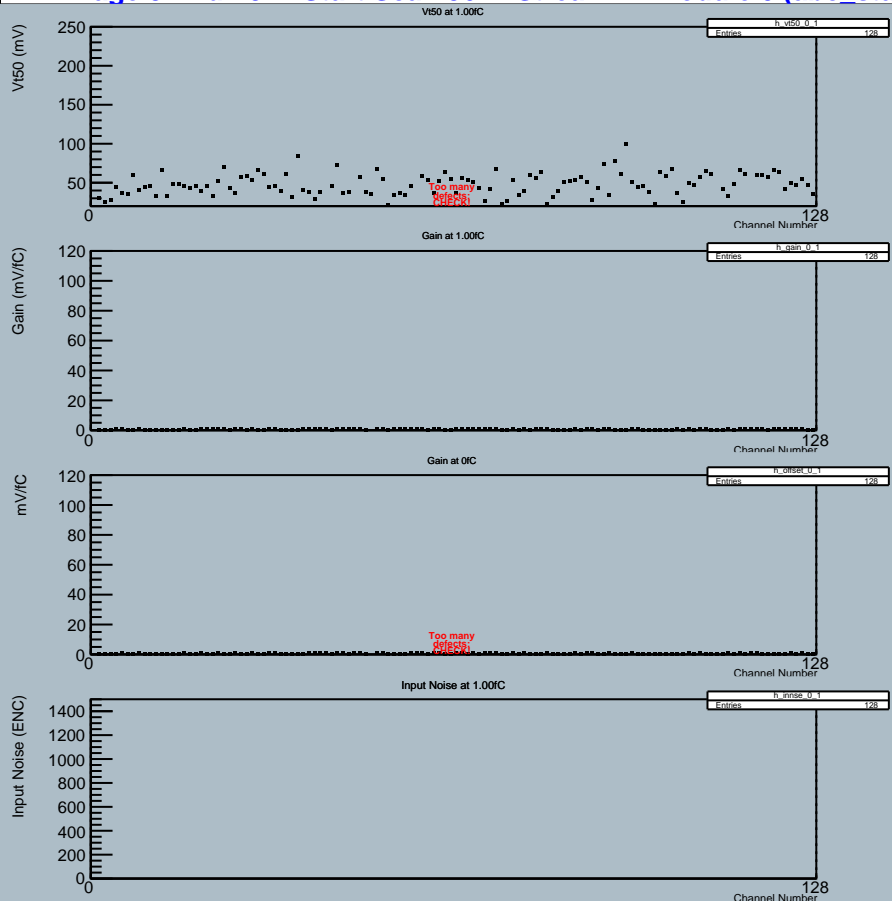 Vt50 at 1.00fC
h_vt50_0_1
Entries 128
Vt50 (mV)
250
200
150
100
50
Too many
defects:
CHECK!
0
128
Channel Number
Gain at 1.00fC
h_gain_0_1
Entries 128
Gain (mV/fC)
120
100
80
60
40
20
0
0
128
Channel Number
Gain at 0fC
h_offset_0_1
Entries 128
mV/fC
120
100
80
60
40
20
0
Too many
defects:
CHECK!
0
128
Channel Number
Input Noise at 1.00fC
h_innse_0_1
Entries 128
Input Noise (ENC)
1400
1200
1000
800
600
400
200
0
0
128
Channel Number